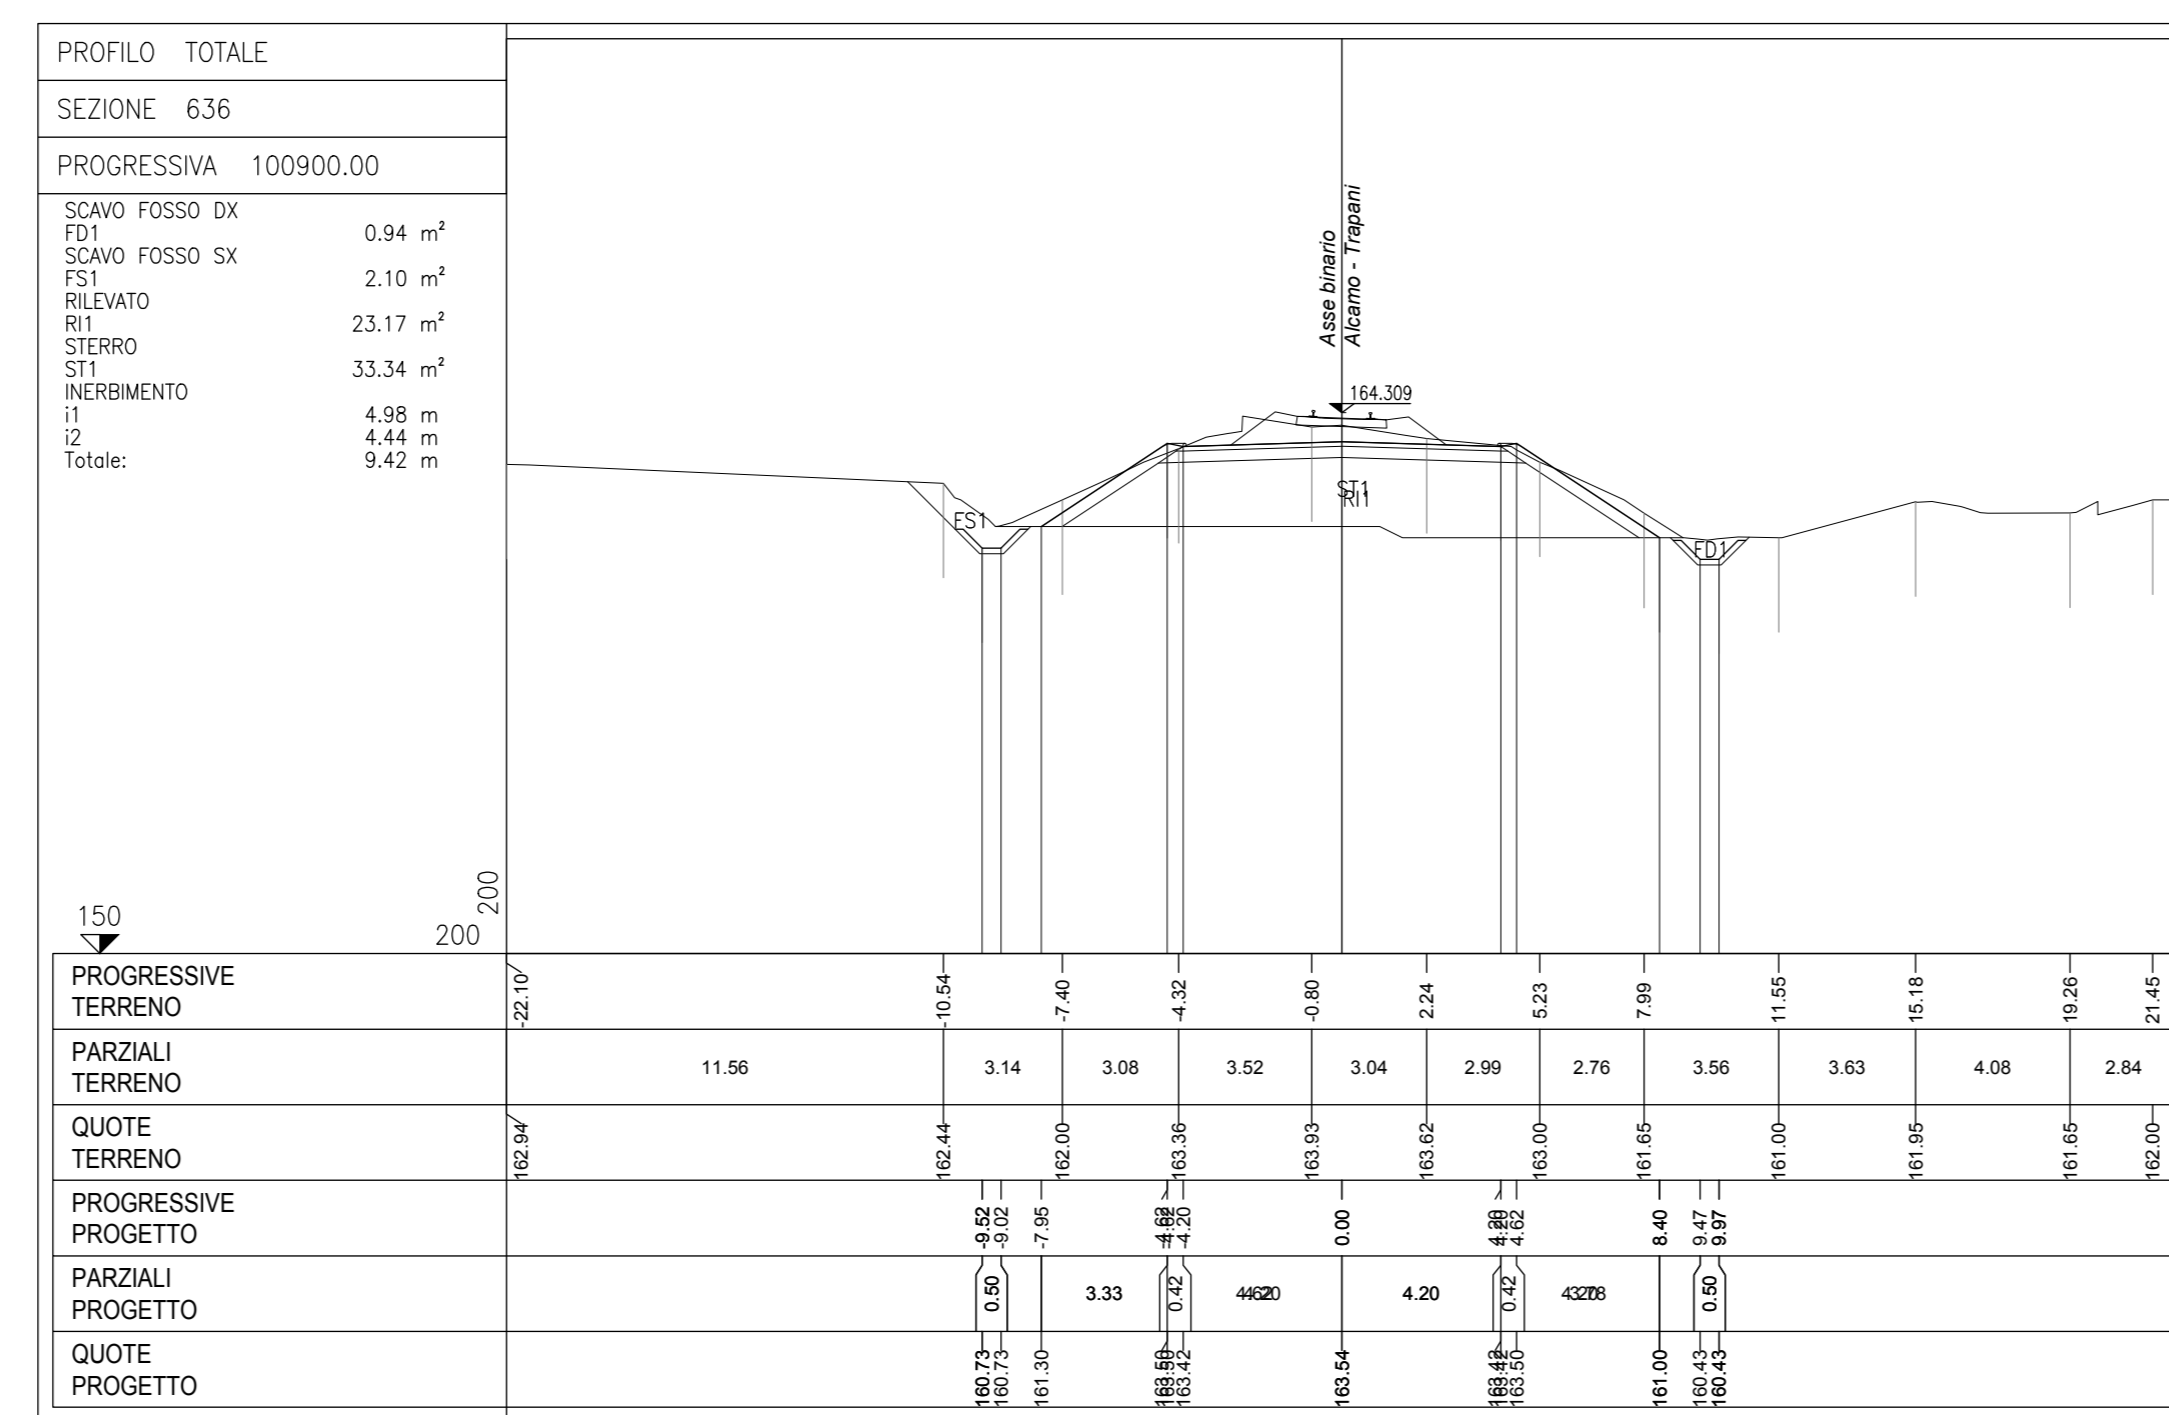 PROFILO TOTALE
SEZIONE 636
PROGRESSIVA 100900.00
SCAVO FOSSO DX
FD1 0.94 m²
SCAVO FOSSO SX
FS1 2.10 m²
RILEVATO
RI1 23.17 m²
STERRO
ST1 33.34 m²
INERBIMENTO
i1 4.98 m
i2 4.44 m
Totale: 9.42 m
Asse binario
Alcamo - Trapani
164.309
ST1
RI1
FS1
FD1
150
200
200
PROGRESSIVE
TERRENO
-22.10 -10.54 -7.40 -4.32 -0.80 2.24 5.23 7.99 11.55 15.18 19.26 21.45
PARZIALI
TERRENO
11.56 3.14 3.08 3.52 3.04 2.99 2.76 3.56 3.63 4.08 2.84
QUOTE
TERRENO
162.94 162.44 162.00 163.36 163.93 163.62 163.00 161.65 161.00 161.95 161.65 162.00
PROGRESSIVE
PROGETTO
-9.52 -9.02 -7.95 -4.62 -4.20 0.00 4.20 4.62 8.40 9.47 9.97
PARZIALI
PROGETTO
0.50 3.33 0.42 4.20 0.42 0.50
QUOTE
PROGETTO
160.73 160.73 161.30 163.50 163.42 163.54 163.42 163.50 161.00 160.43 160.43